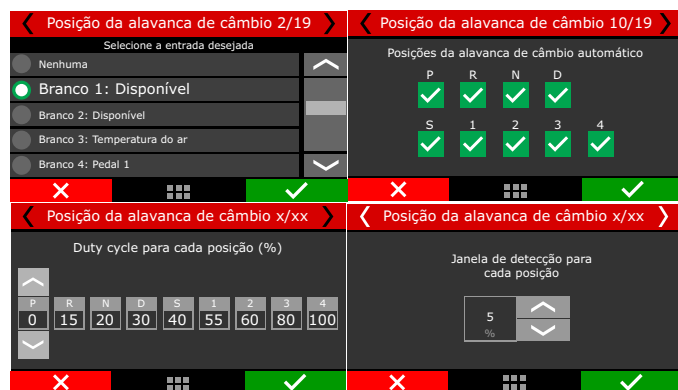 Posição da alavanca de câmbio 2/19
Selecione a entrada desejada
Nenhuma
Branco 1: Disponível
Branco 2: Disponível
Branco 3: Temperatura do ar
Branco 4: Pedal 1
Posição da alavanca de câmbio 10/19
Posições da alavanca de câmbio automático
P R N D
S 1 2 3 4
Posição da alavanca de câmbio x/xx
Duty cycle para cada posição (%)
P R N D S 1 2 3 4
0 15 20 30 40 55 60 80 100
Posição da alavanca de câmbio x/xx
Janela de detecção para
cada posição
5
%